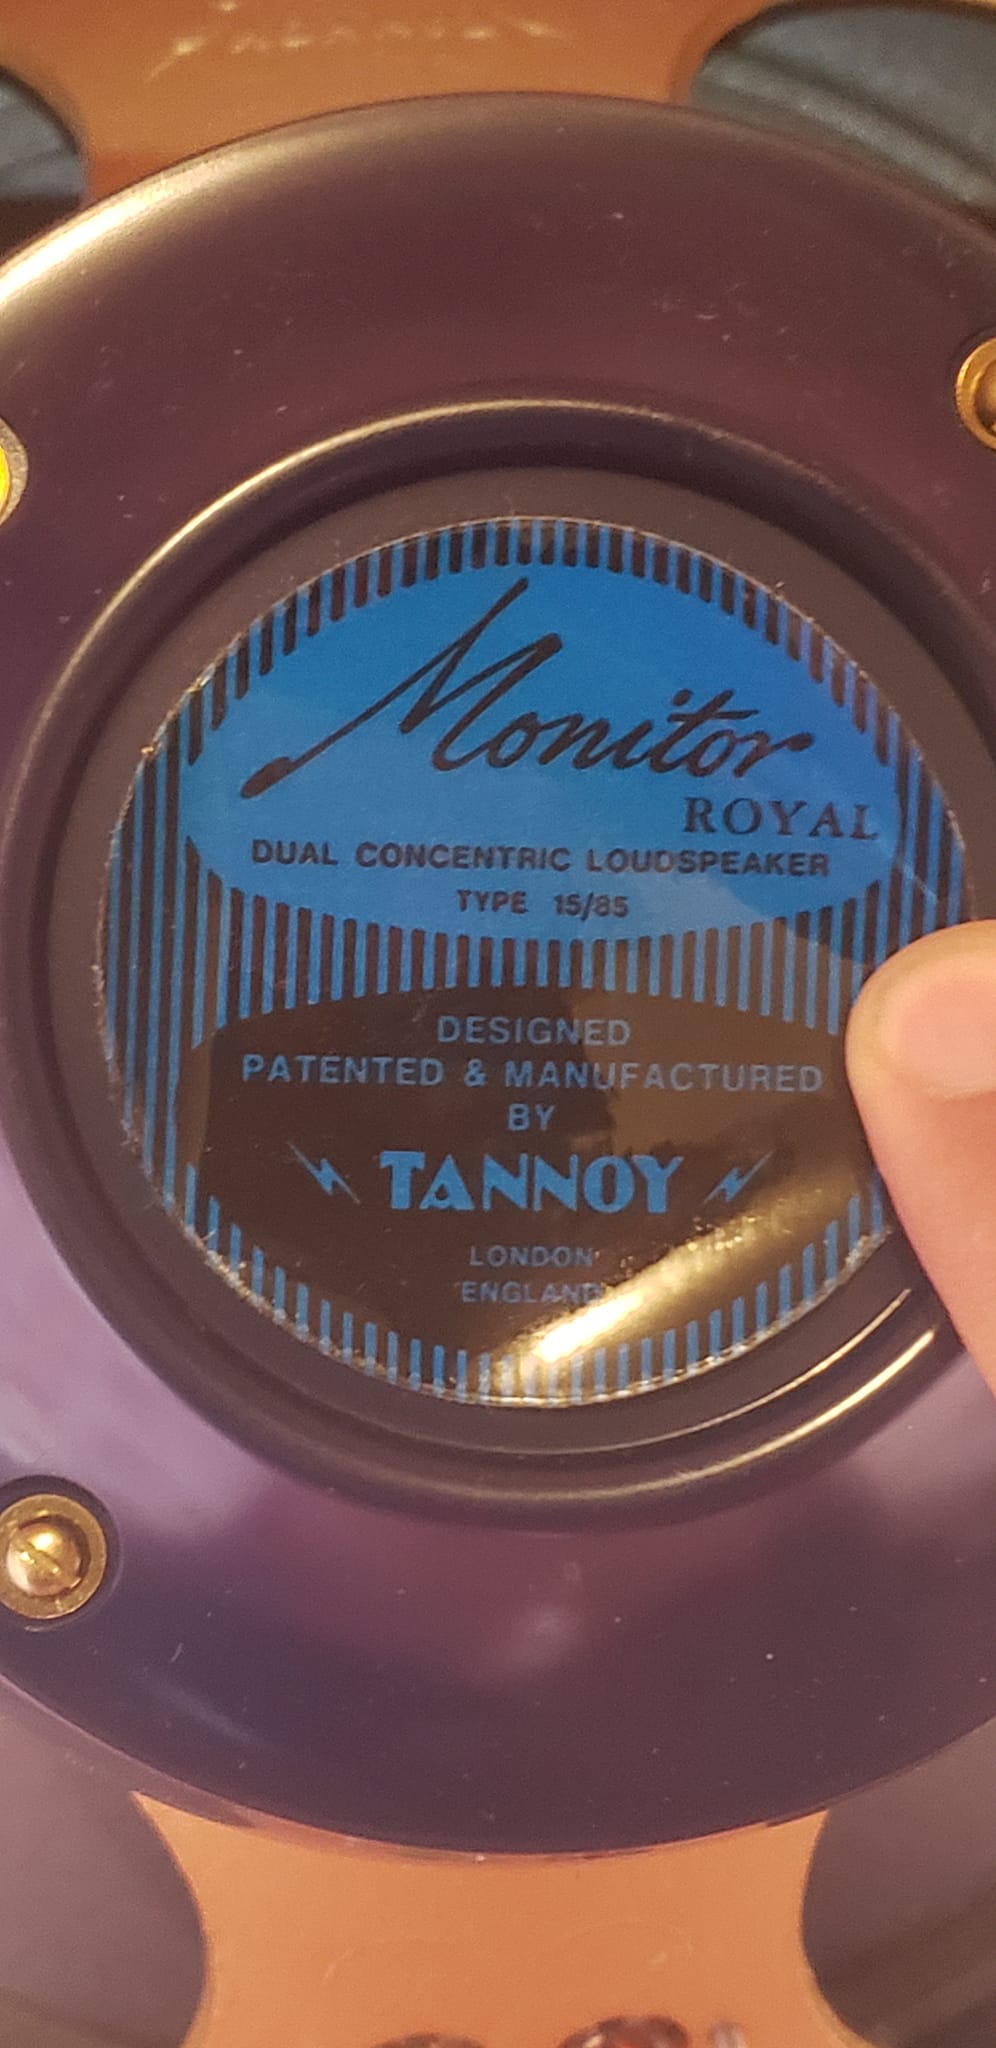 Monitor
ROYAL
DUAL CONCENTRIC LOUDSPEAKER
TYPE 15/85
DESIGNED
PATENTED & MANUFACTURED
BY
TANNOY
LONDON
ENGLAND